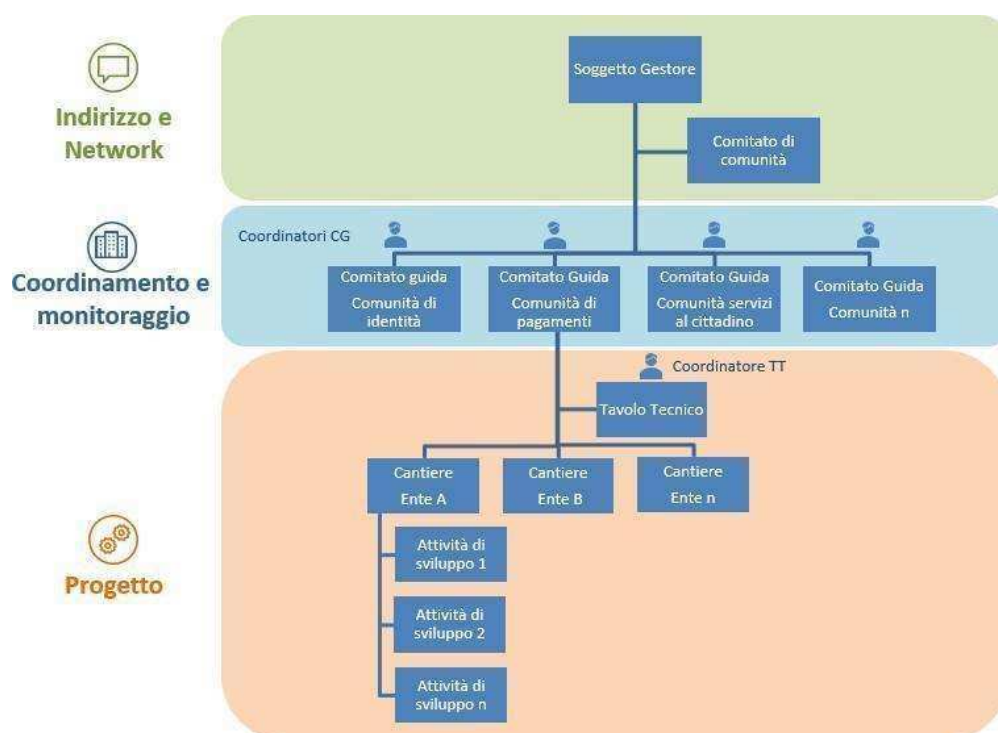 Indirizzo e
Network
Soggetto Gestore
Comitato di
comunità
Coordinamento e
monitoraggio
Coordinatori CG
Comitato guida
Comunità di
identità
Comitato Guida
Comunità di
pagamenti
Comitato Guida
Comunità servizi
al cittadino
Comitato Guida
Comunità n
Progetto
Coordinatore TT
Tavolo Tecnico
Cantiere
Ente A
Cantiere
Ente B
Cantiere
Ente n
Attività di
sviluppo 1
Attività di
sviluppo 2
Attività di
sviluppo n